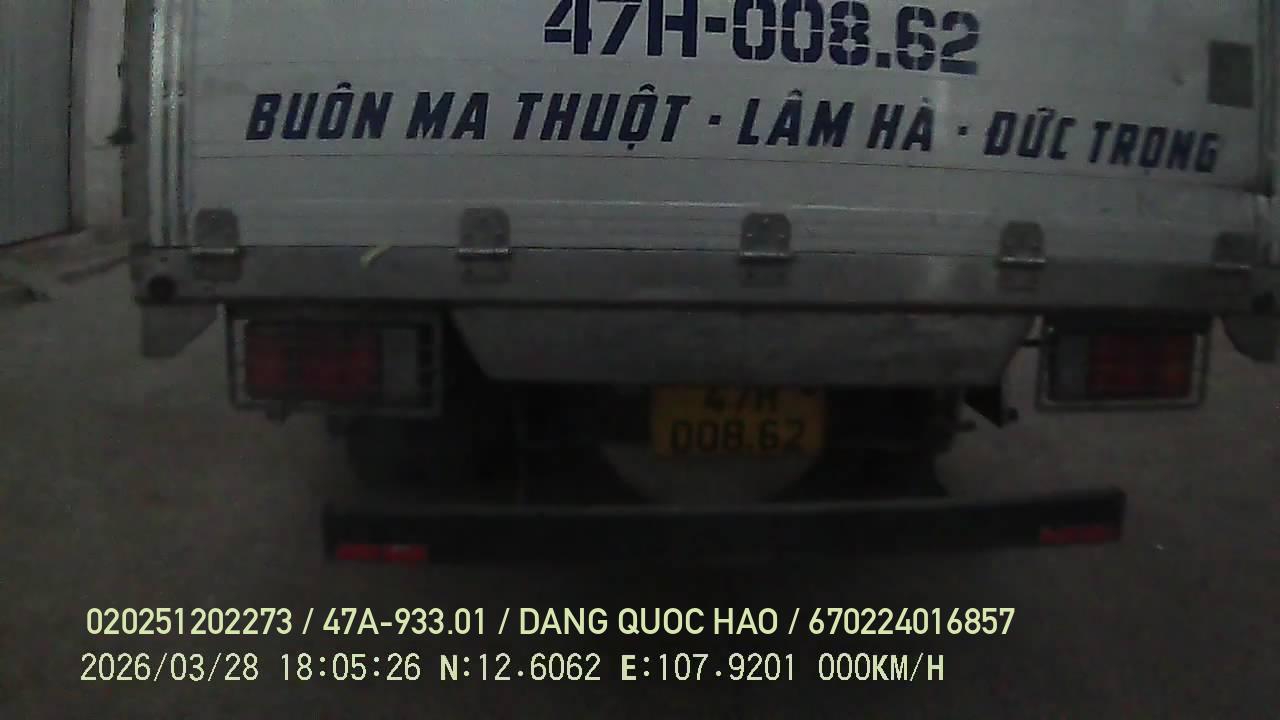 47H-008.62
BUÔN MA THUỘT · LÂM HÀ · ĐỨC TRỌNG
47H
008.62
020251202273 / 47A-933.01 / DANG QUOC HAO / 670224016857
2026/03/28 18:05:26 N:12.6062 E:107.9201 000KM/H